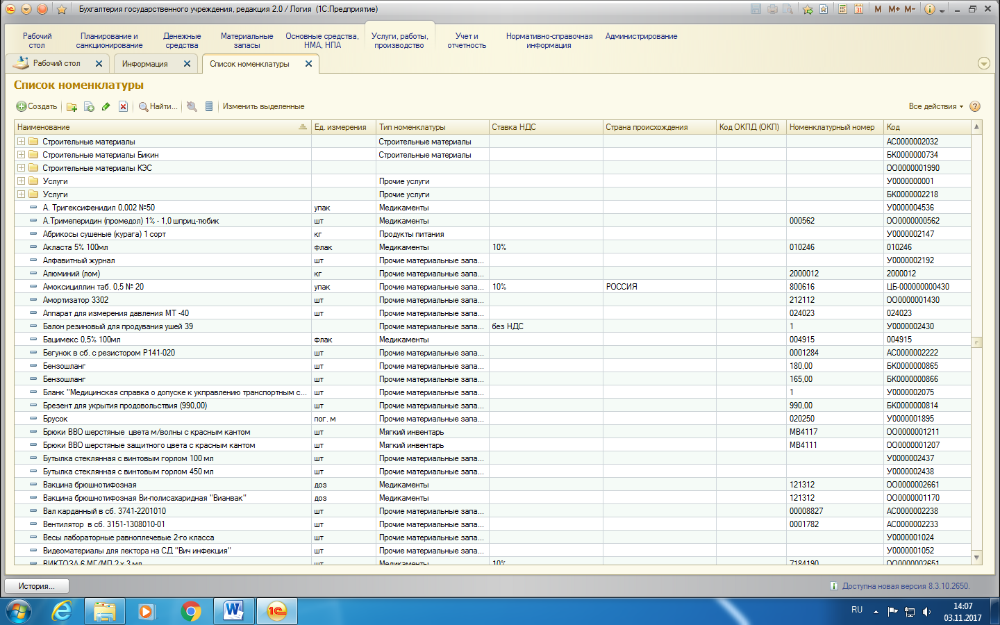 Бухгалтерия государственного учреждения, редакция 2.0 / Логия (1С:Предприятие)
M M+ M-
Рабочий стол
Планирование и санкционирование
Денежные средства
Материальные запасы
Основные средства, НМА, НПА
Услуги, работы, производство
Учет и отчетность
Нормативно-справочная информация
Администрирование
Рабочий стол
Информация
Список номенклатуры
Список номенклатуры
Создать Найти... Изменить выделенные Все действия
Наименование Ед. измерения Тип номенклатуры Ставка НДС Страна происхождения Код ОКПД (ОКП) Номенклатурный номер Код
Строительные материалы Строительные материалы АС0000002032
Строительные материалы Бикин Строительные материалы БК0000000734
Строительные материалы КЭС ОО0000001990
Услуги Прочие услуги У0000000001
Услуги Прочие услуги БК0000002218
А. Тригексифенидил 0,002 №50 упак Медикаменты У0000004536
А.Тримеперидин (промедол) 1% - 1,0 шприц-тюбик шт Медикаменты 000562 ОО0000000562
Абрикосы сушеные (курага) 1 сорт кг Продукты питания У0000002147
Акласта 5% 100мл флак Медикаменты 10% 010246 010246
Алфавитный журнал шт Прочие материальные запа... У0000002192
Алюминий (лом) кг Прочие материальные запа... 2000012 2000012
Амоксициллин таб. 0,5 № 20 упак Прочие материальные запа... 10% РОССИЯ 800616 ЦБ-000000000430
Амортизатор 3302 шт Прочие материальные запа... 212112 ОО0000001430
Аппарат для измерения давления МТ -40 шт Прочие материальные запа... 024023 024023
Балон резиновый для продувания ушей 39 Прочие материальные запа... без НДС 1 У0000002430
Бацимекс 0,5% 100мл флак Медикаменты 004915 004915
Бегунок в сб. с резистором Р141-020 шт Прочие материальные запа... 0001284 АС0000002222
Бензошланг шт Прочие материальные запа... 180,00 БК0000000865
Бензошланг шт Прочие материальные запа... 165,00 БК0000000866
Бланк "Медицинская справка о допуске к укправлению транспортным с... шт Прочие материальные запа... 1 У0000002075
Брезент для укрытия продовольствия (990,00) шт Прочие материальные запа... 990,00 БК0000000814
Брусок пог. м Прочие материальные запа... 020250 У0000001895
Брюки ВВО шерстяные цвета м/волны с красным кантом шт Мягкий инвентарь МВ4117 ОО0000001211
Брюки ВВО шерстяные защитного цвета с красным кантом шт Мягкий инвентарь МВ4111 ОО0000001207
Бутылка стеклянная с винтовым горлом 100 мл шт Прочие материальные запа... У0000002437
Бутылка стеклянная с винтовым горлом 450 мл шт Прочие материальные запа... У0000002438
Вакцина брюшнотифозная доз Медикаменты 121312 ОО0000002661
Вакцина брюшнотифозная Ви-полисахаридная "Вианвак" доз Медикаменты 121312 ОО0000001170
Вал карданный в сб. 3741-2201010 шт Прочие материальные запа... 00008827 АС0000002238
Вентилятор в сб. 3151-1308010-01 шт Прочие материальные запа... 0001782 АС0000002233
Весы лабораторные равноплечевые 2-го класса шт Прочие материальные запа... У0000001024
Видеоматериалы для лектора на СД "Вич инфекция" шт Прочие материальные запа... У0000001052
ВИКТОЗА 6 МГ/МЛ 2 х 3 мл шт Медикаменты 10% 7184190 ОО0000002651
История...
Доступна новая версия 8.3.10.2650.
RU
14:07
03.11.2017